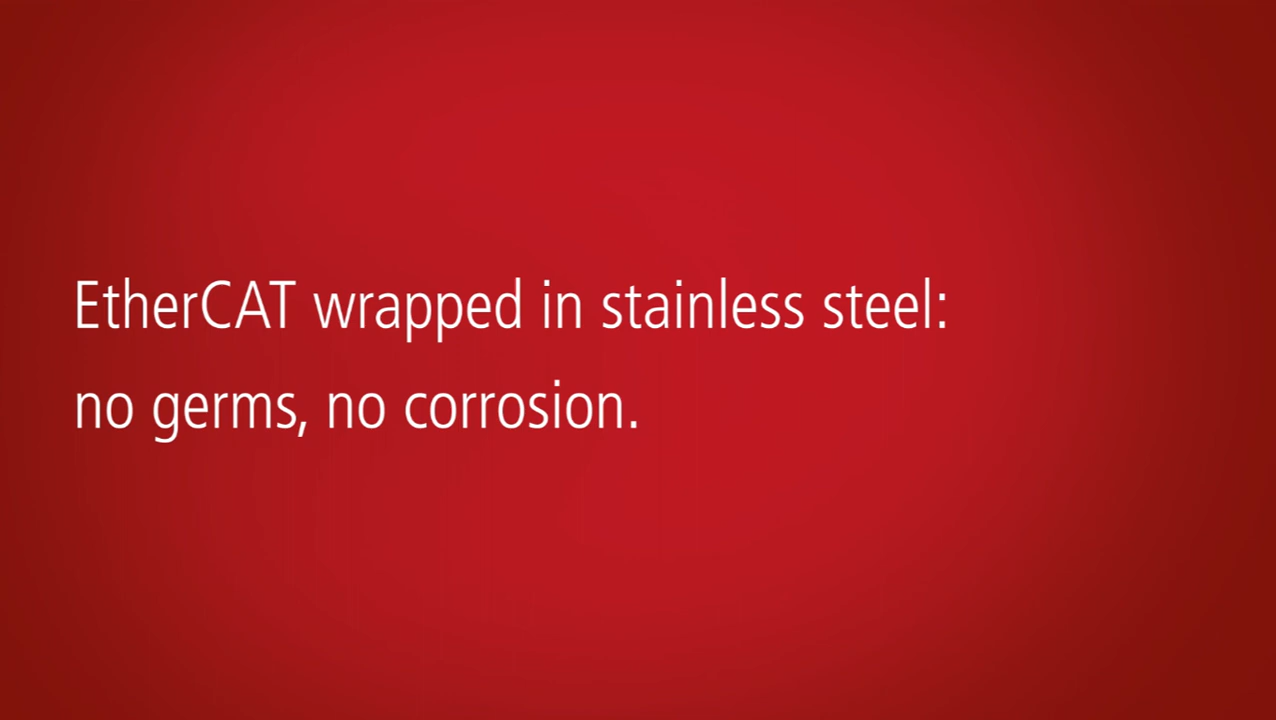 EtherCAT wrapped in stainless steel:
no germs, no corrosion.